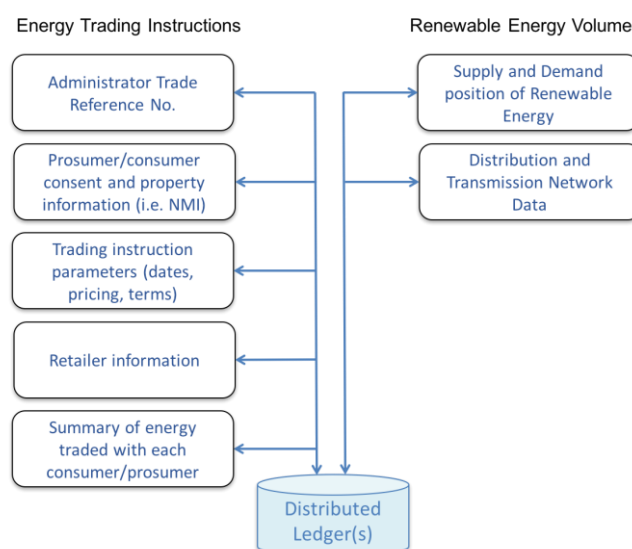 Energy Trading Instructions
Administrator Trade
Reference No.
Prosumer/consumer
consent and property
information (i.e. NMI)
Trading instruction
parameters (dates,
pricing, terms)
Retailer information
Summary of energy
traded with each
consumer/prosumer
Renewable Energy Volume
Supply and Demand
position of Renewable
Energy
Distribution and
Transmission Network
Data
Distributed
Ledger(s)